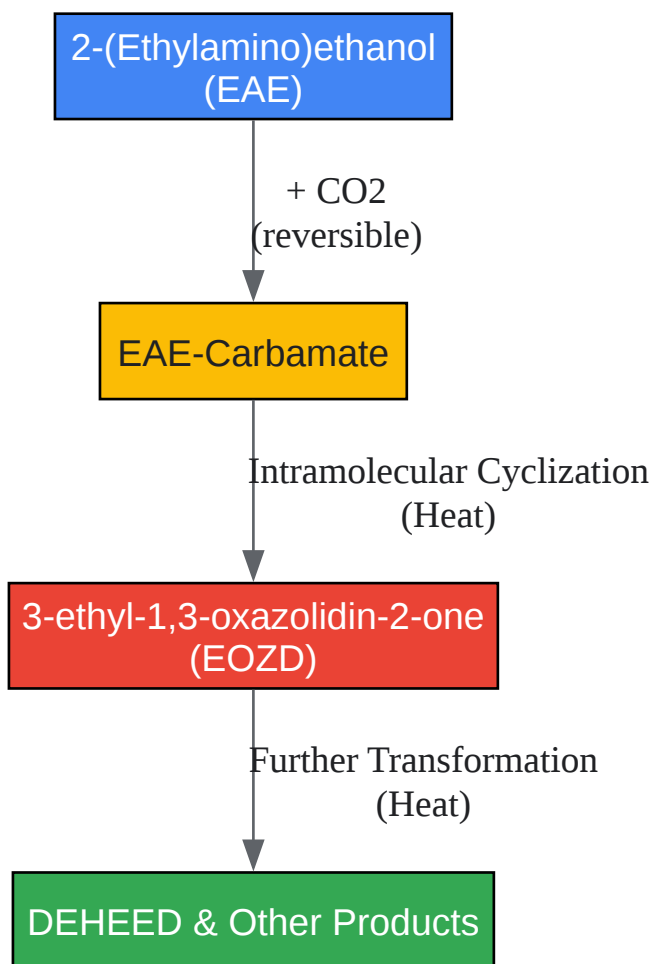 2-(Ethylamino)ethanol
(EAE)
+ CO2
(reversible)
EAE-Carbamate
Intramolecular Cyclization
(Heat)
3-ethyl-1,3-oxazolidin-2-one
(EOZD)
Further Transformation
(Heat)
DEHEED & Other Products